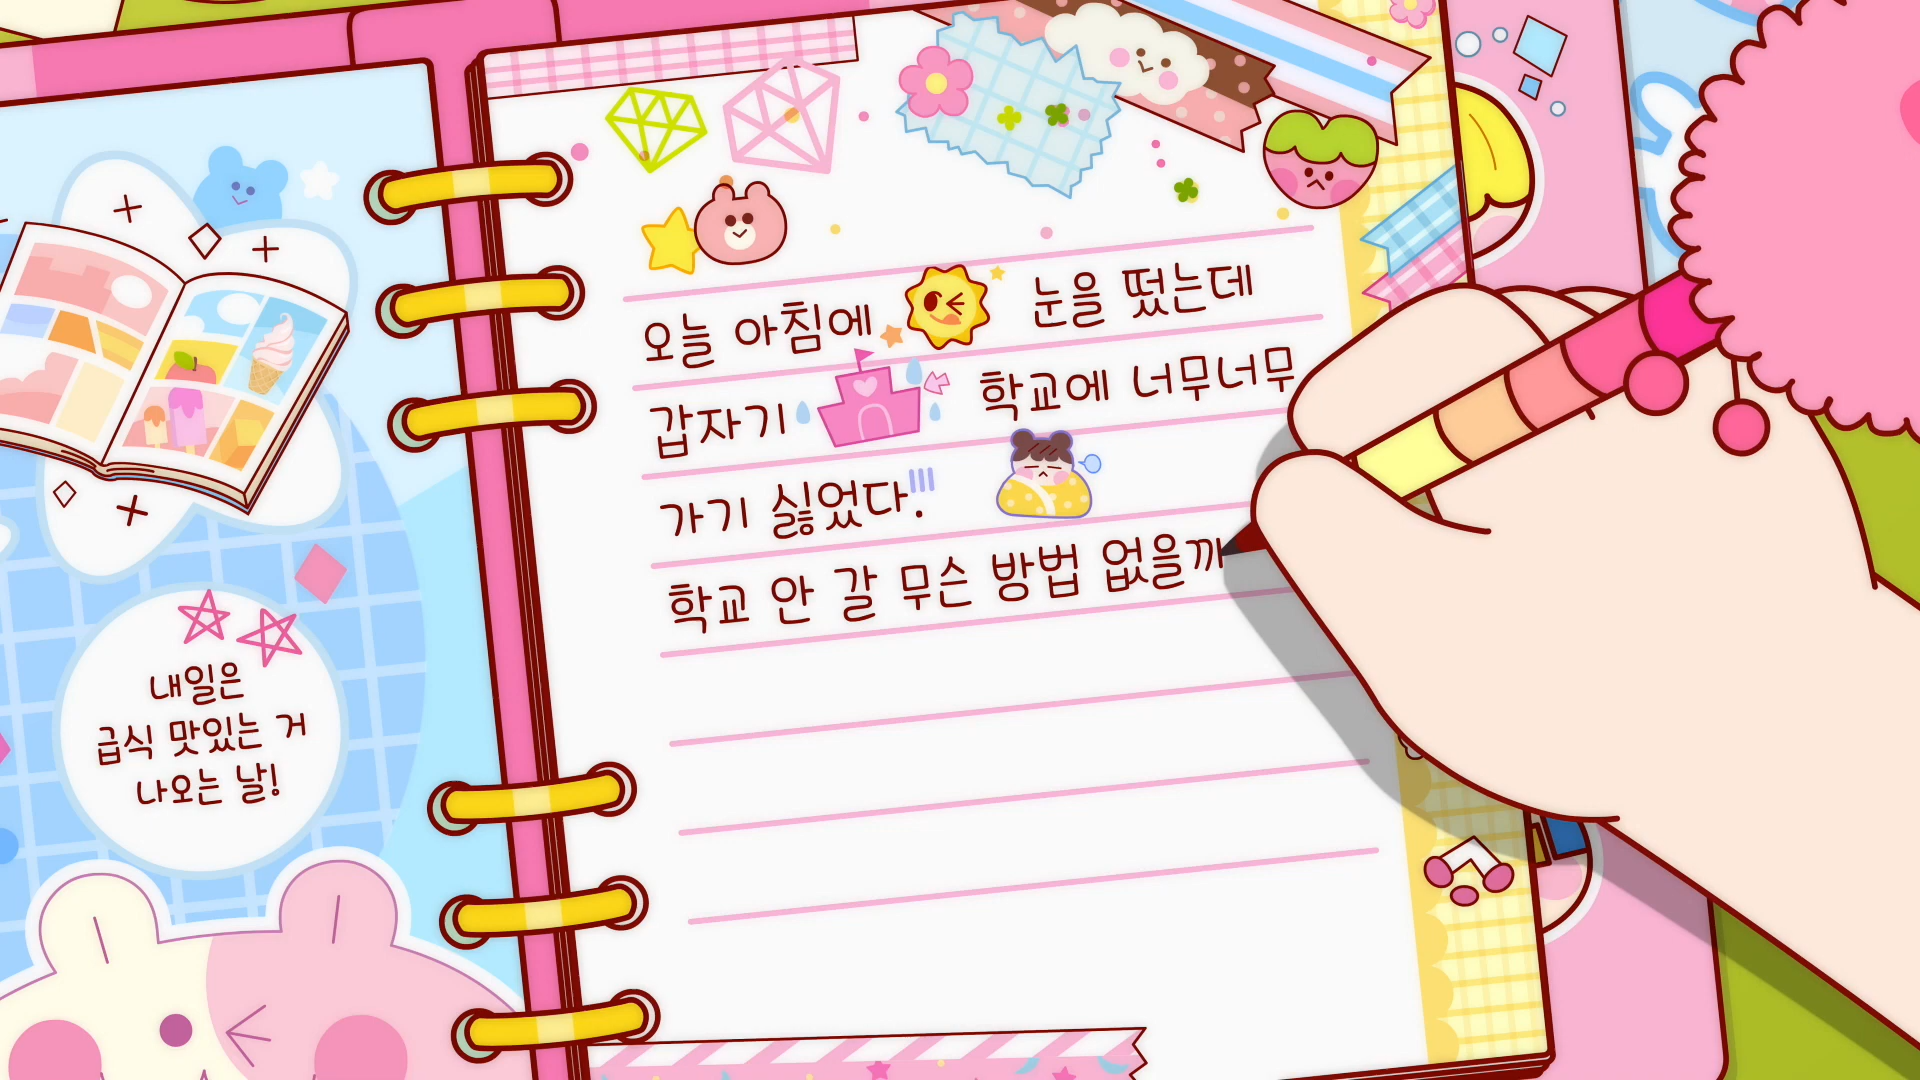 내일은
급식 맛있는 거
나오는 날!
오늘 아침에 눈을 떴는데
갑자기 학교에 너무너무
가기 싫었다.
학교 안 갈 무슨 방법 없을까